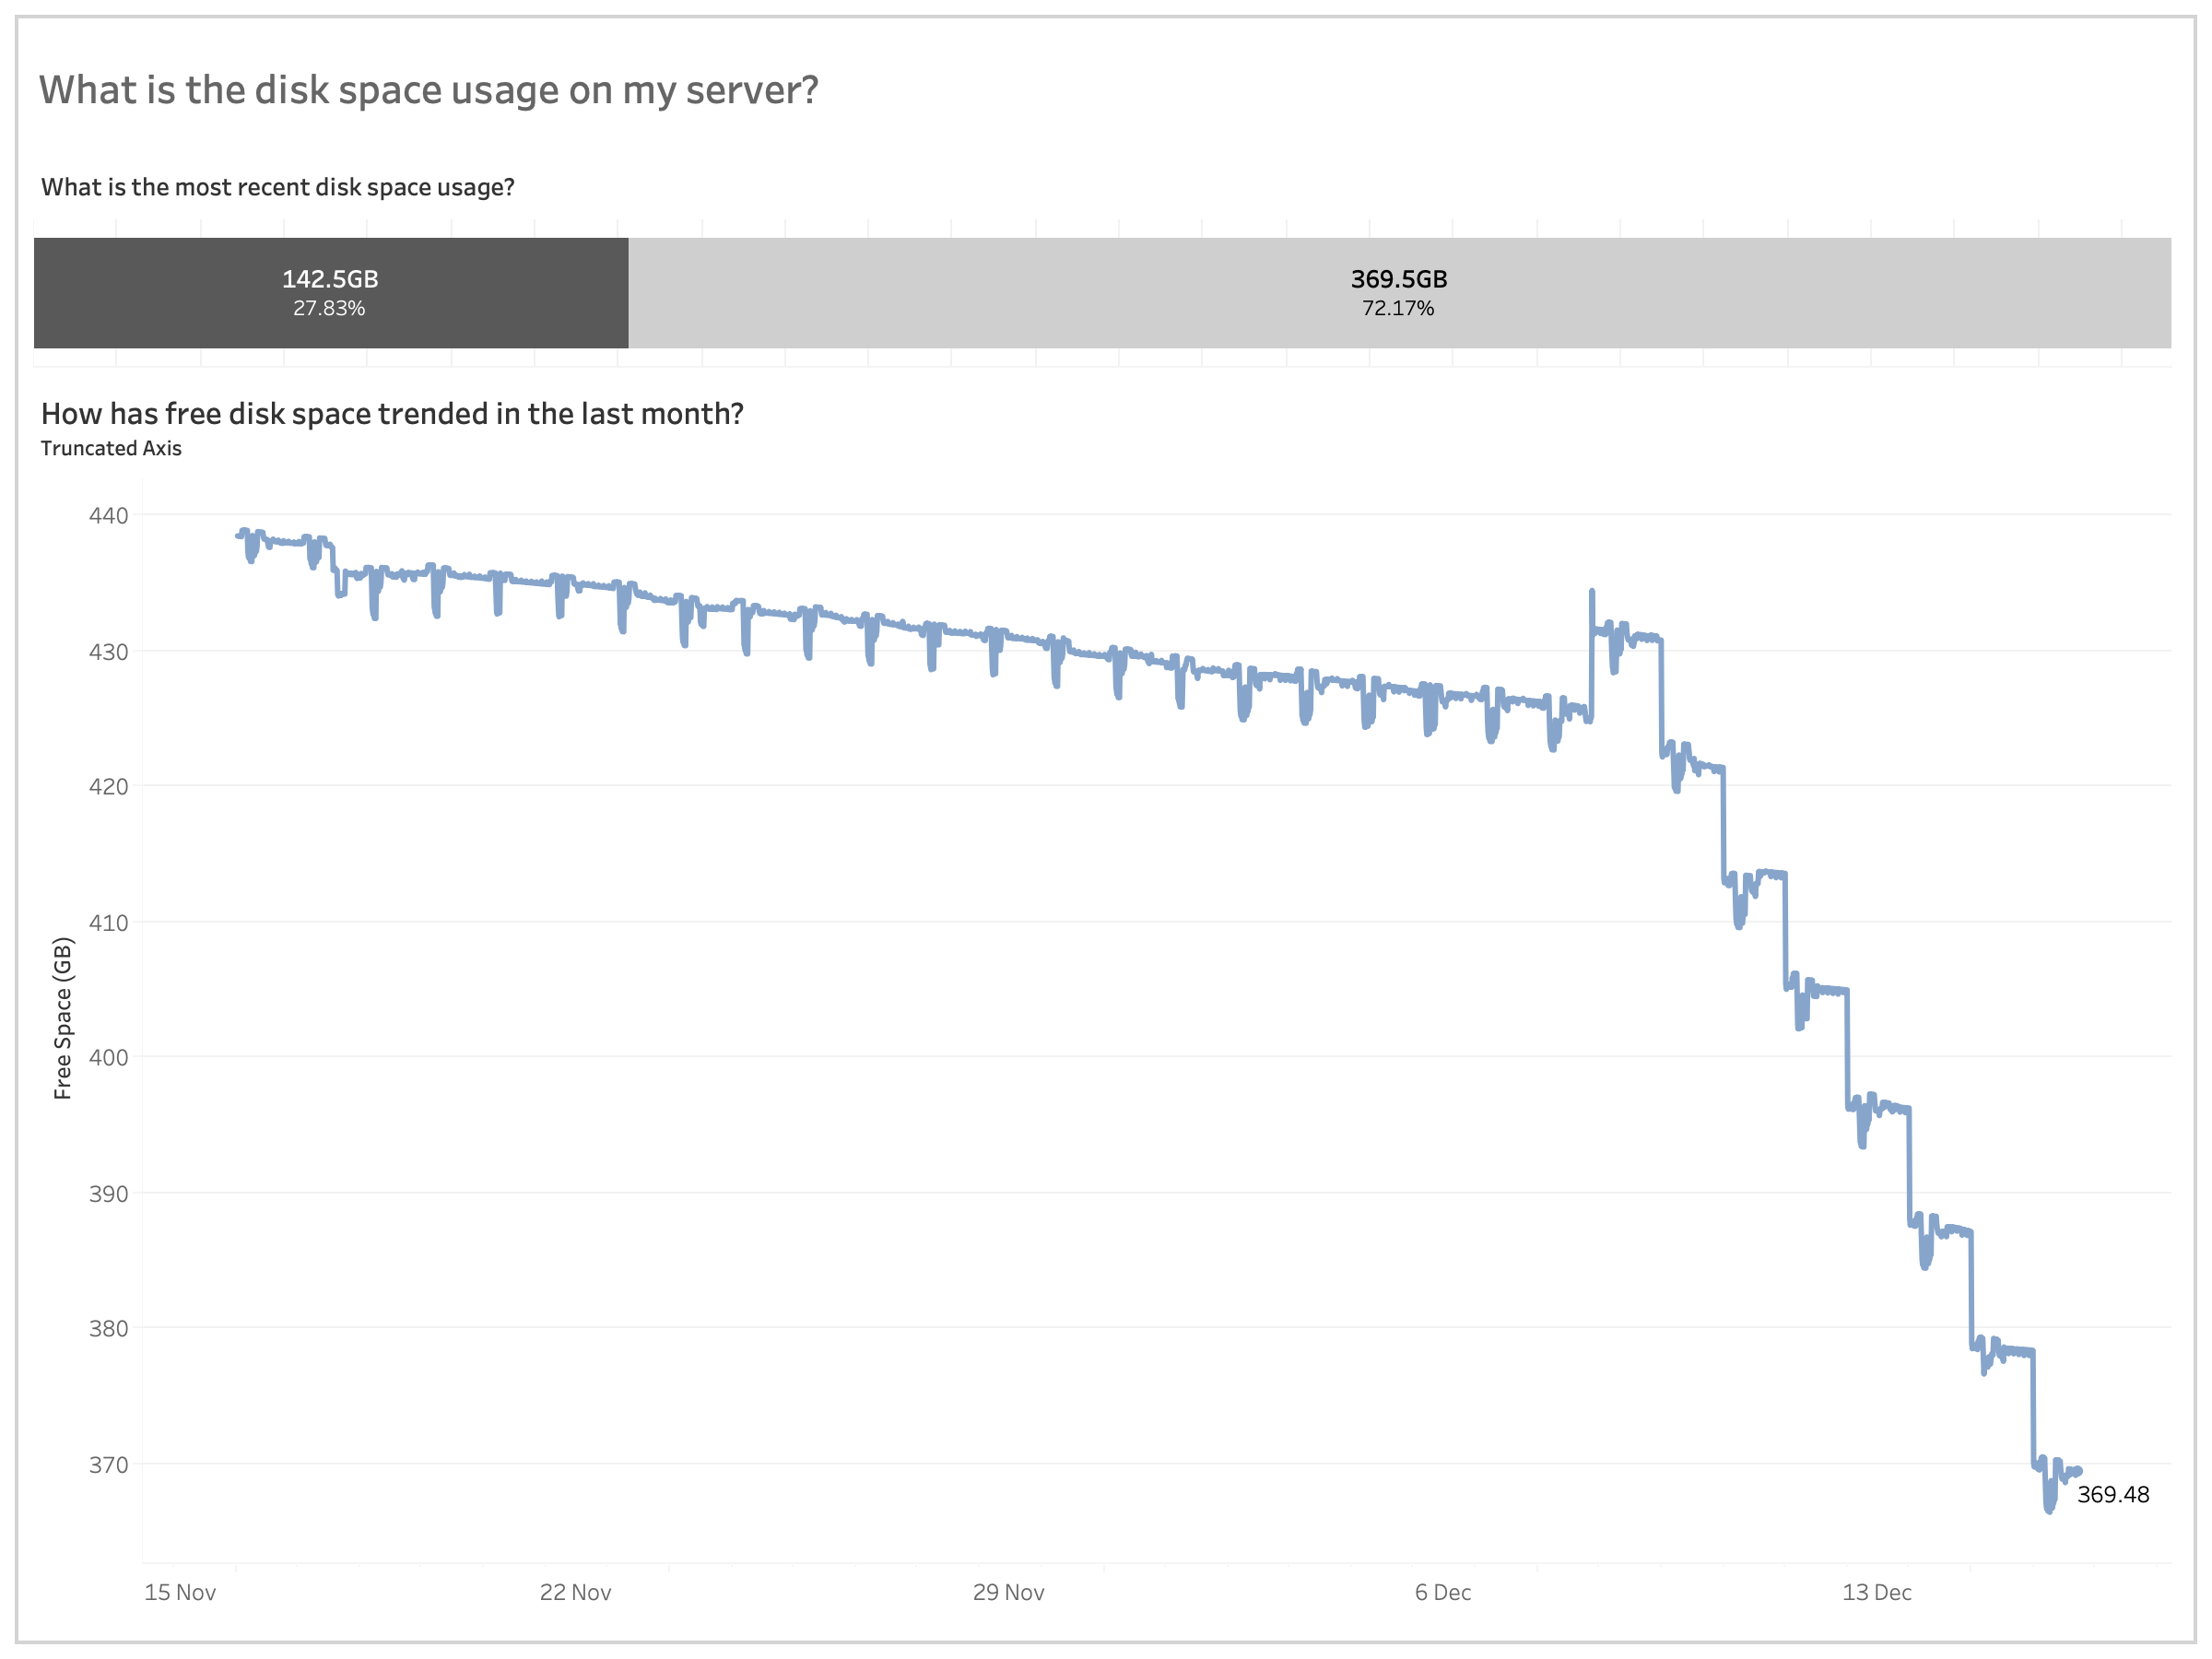 What is the disk space usage on my server?
What is the most recent disk space usage?
142.5GB
27.83%
369.5GB
72.17%
How has free disk space trended in the last month?
Truncated Axis
440
430
420
410
400
390
380
370
Free Space (GB)
369.48
15 Nov
22 Nov
29 Nov
6 Dec
13 Dec